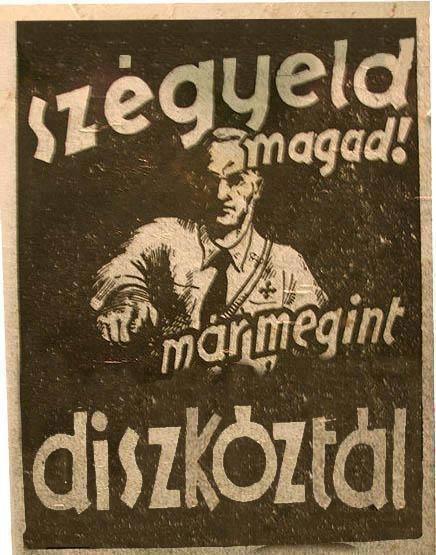 szégyeld
magad!
már megint
diszkóztál